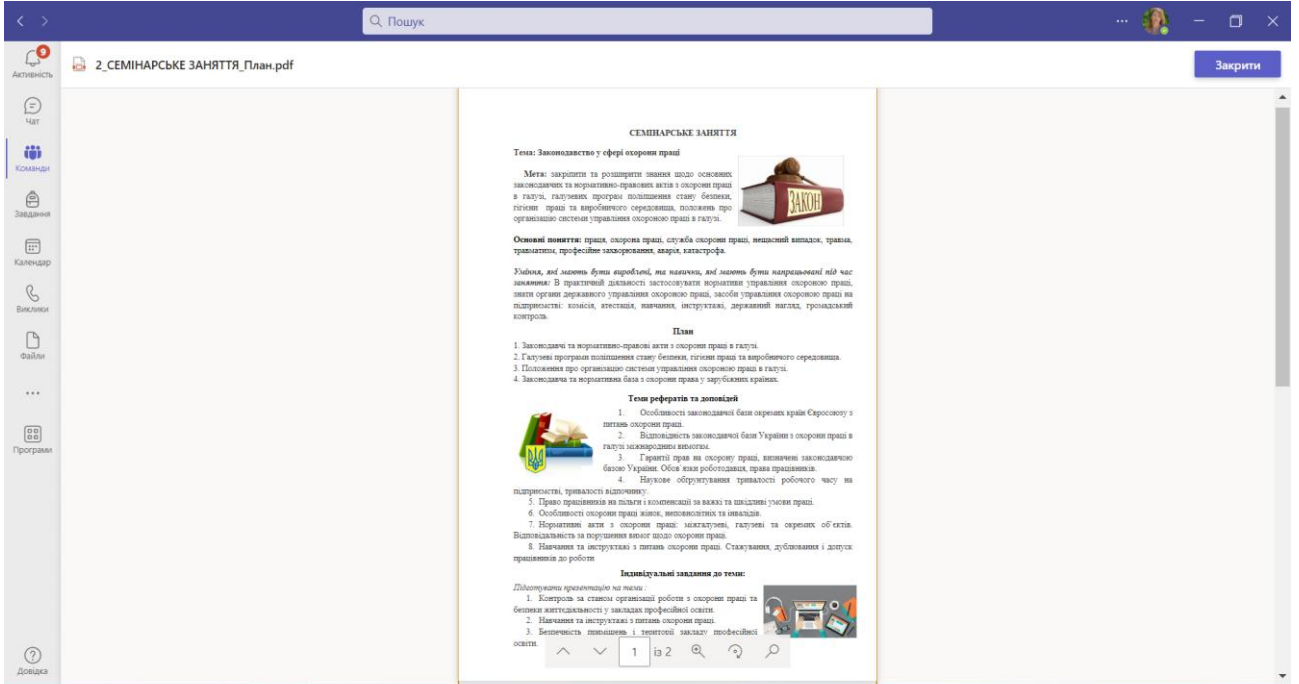 Пошук
Активність
9
Чат
Команди
Завдання
Календар
Виклики
Файли
Програми
Довідка
2_СЕМІНАРСЬКЕ ЗАНЯТТЯ_План.pdf
Закрити
СЕМІНАРСЬКЕ ЗАНЯТТЯ
Тема: Законодавство у сфері охорони праці
Мета: закріпити та розширити знання щодо основних
законодавчих та нормативно-правових актів з охорони праці
в галузі, галузевих програм поліпшення стану безпеки,
гігієни праці та виробничого середовища, положень про
організацію системи управління охороною праці в галузі.
ЗАКОН
Основні поняття: праця, охорона праці, служба охорони праці, нещасний випадок, травма,
травматизм, професійне захворювання, аварія, катастрофа.
Уміння, які мають бути вироблені, та навички, які мають бути напрацьовані під час
заняття: В практичній діяльності застосовувати нормативи управління охороною праці,
знати органи державного управління охороною праці, засоби управління охороною праці на
підприємстві: комісія, атестація, навчання, інструктажі, державний нагляд, громадський
контроль.
План
1. Законодавчі та нормативно-правові акти з охорони праці в галузі.
2. Галузеві програми поліпшення стану безпеки, гігієни праці та виробничого середовища.
3. Положення про організацію системи управління охороною праці в галузі.
4. Законодавча та нормативна база з охорони права у зарубіжних країнах.
Теми рефератів та доповідей
1. Особливості законодавчої бази окремих країн Євросоюзу з
питань охорони праці.
2. Відповідність законодавчої бази України з охорони праці в
галузі міжнародним вимогам.
3. Гарантії прав на охорону праці, визначені законодавчою
базою України. Обов'язки роботодавця, права працівників.
4. Наукове обґрунтування тривалості робочого часу на
підприємстві, тривалості відпочинку.
5. Право працівників на пільги і компенсації за важкі та шкідливі умови праці.
6. Особливості охорони праці жінок, неповнолітніх та інвалідів.
7. Нормативні акти з охорони праці: міжгалузеві, галузеві та окремих об'єктів.
Відповідальність за порушення вимог щодо охорони праці.
8. Навчання та інструктажі з питань охорони праці. Стажування, дублювання і допуск
працівників до роботи
Індивідуальні завдання до теми:
Підготувати презентацію на теми:
1. Контроль за станом організації роботи з охорони праці та
безпеки життєдіяльності у закладах професійної освіти.
2. Навчання та інструктажі з питань охорони праці.
3. Безпечність приміщень і території закладу професійної
освіти.
1 із 2